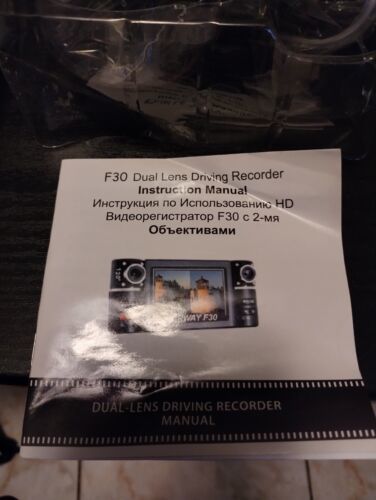 F30 Dual Lens Driving Recorder
Instruction Manual
Инструкция по Использованию HD
Видеорегистратор F30 с 2-мя
Объективами
120°
WAY F30
DUAL-LENS DRIVING RECORDER
MANUAL